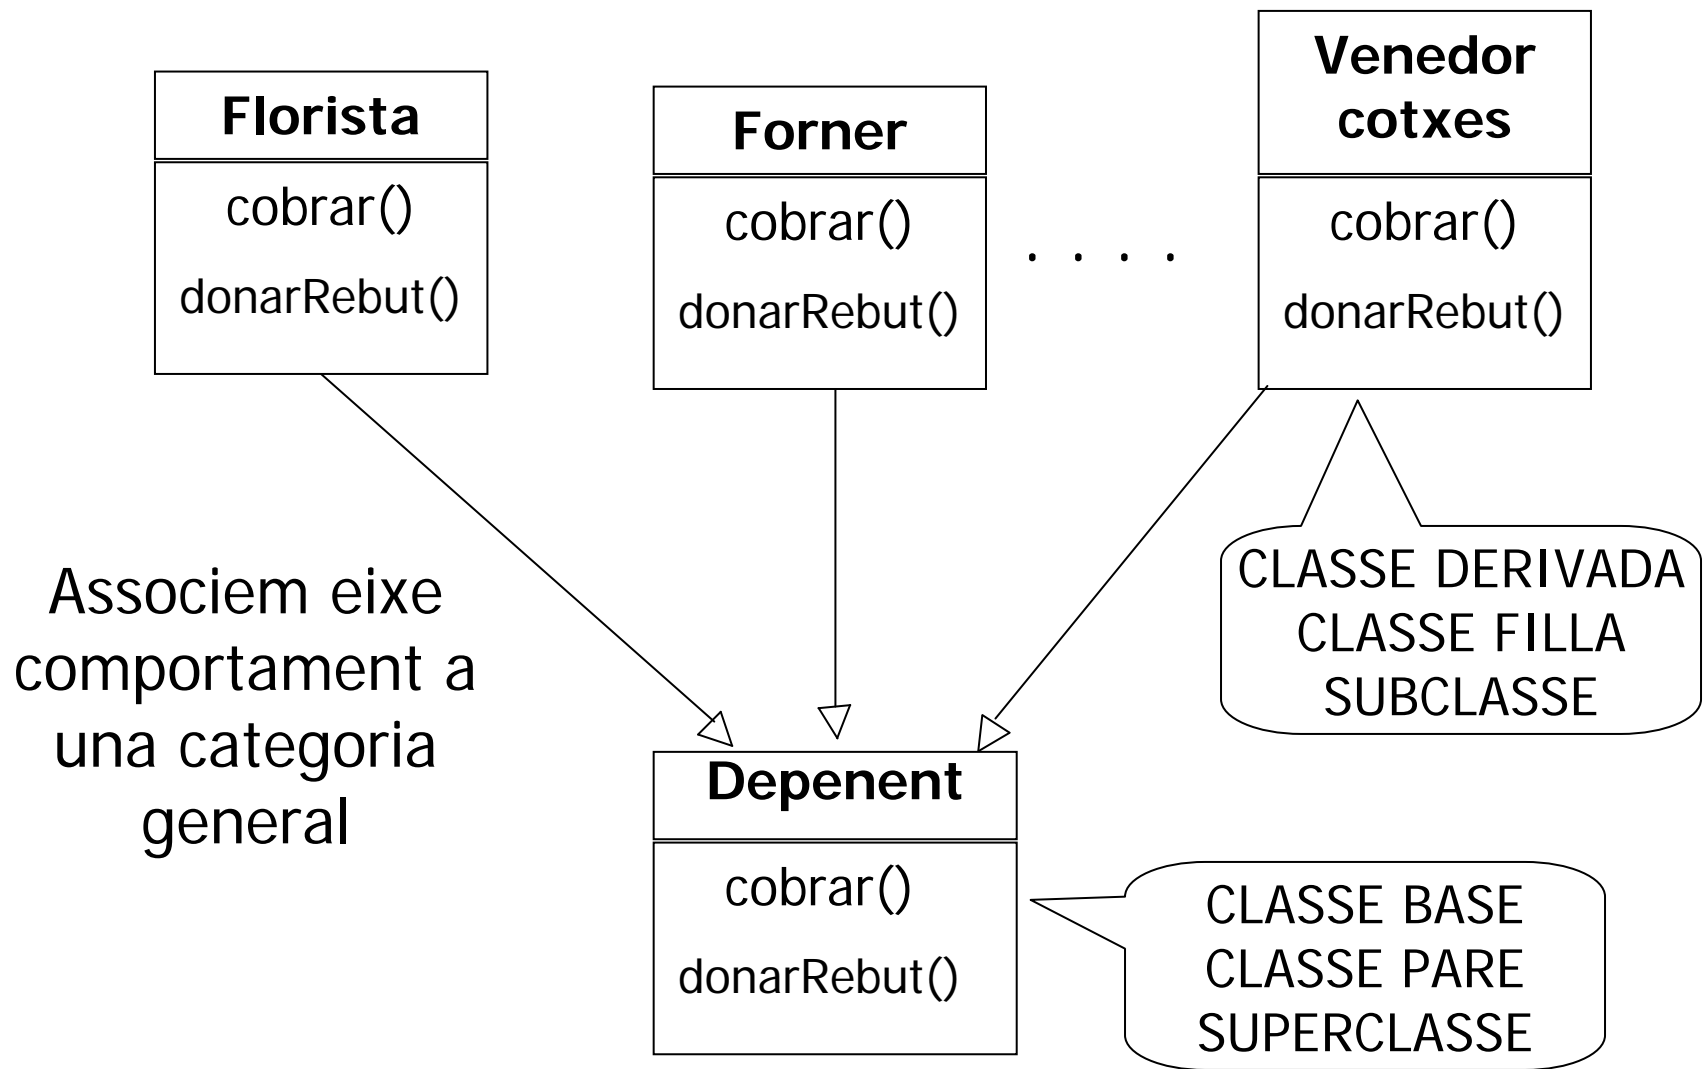 Florista
cobrar()
donarRebut()
Forner
cobrar()
donarRebut()
. . . .
Venedor
cotxes
cobrar()
donarRebut()
Associem eixe
comportament a
una categoria
general
CLASSE DERIVADA
CLASSE FILLA
SUBCLASSE
Depenent
cobrar()
donarRebut()
CLASSE BASE
CLASSE PARE
SUPERCLASSE